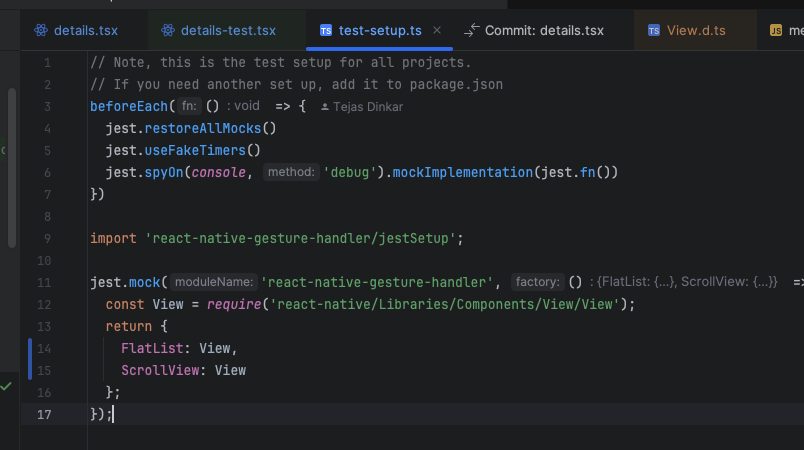 details.tsx details-test.tsx TS test-setup.ts × Commit: details.tsx TS View.d.ts JS me
1 // Note, this is the test setup for all projects.
2 // If you need another set up, add it to package.json
3 beforeEach( fn: () : void => { Tejas Dinkar
4 jest.restoreAllMocks()
5 jest.useFakeTimers()
6 jest.spyOn(console, method: 'debug').mockImplementation(jest.fn())
7 })
8
9 import 'react-native-gesture-handler/jestSetup';
10
11 jest.mock( moduleName: 'react-native-gesture-handler', factory: () : {FlatList: {...}, ScrollView: {...}} =>
12 const View = require('react-native/Libraries/Components/View/View');
13 return {
14 FlatList: View,
15 ScrollView: View
16 };
17 });